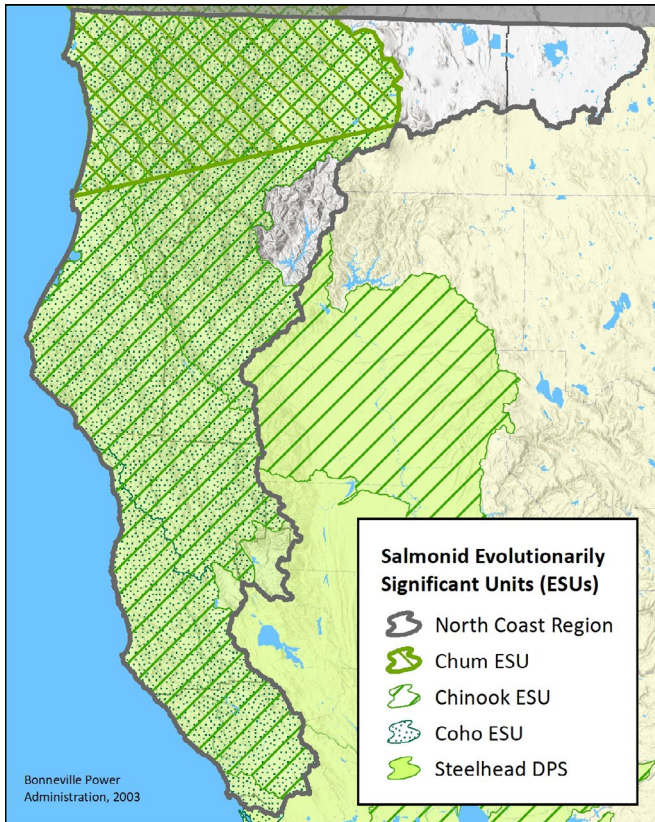 Salmonid Evolutionarily
Significant Units (ESUs)
North Coast Region
Chum ESU
Chinook ESU
Coho ESU
Steelhead DPS
Bonneville Power
Administration, 2003